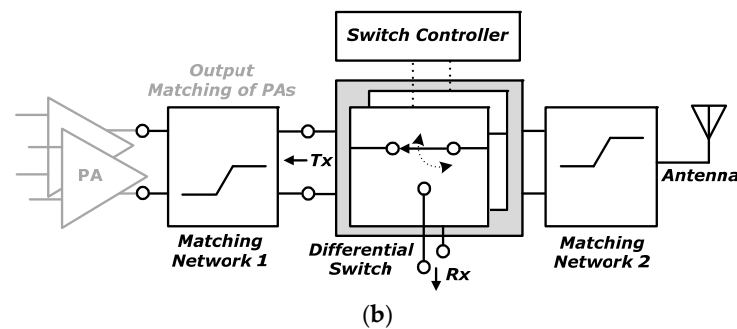 Switch Controller
Output
Matching of PAs
PA
Tx
Antenna
Matching
Network 1
Differential
Switch
Rx
Matching
Network 2
(b)